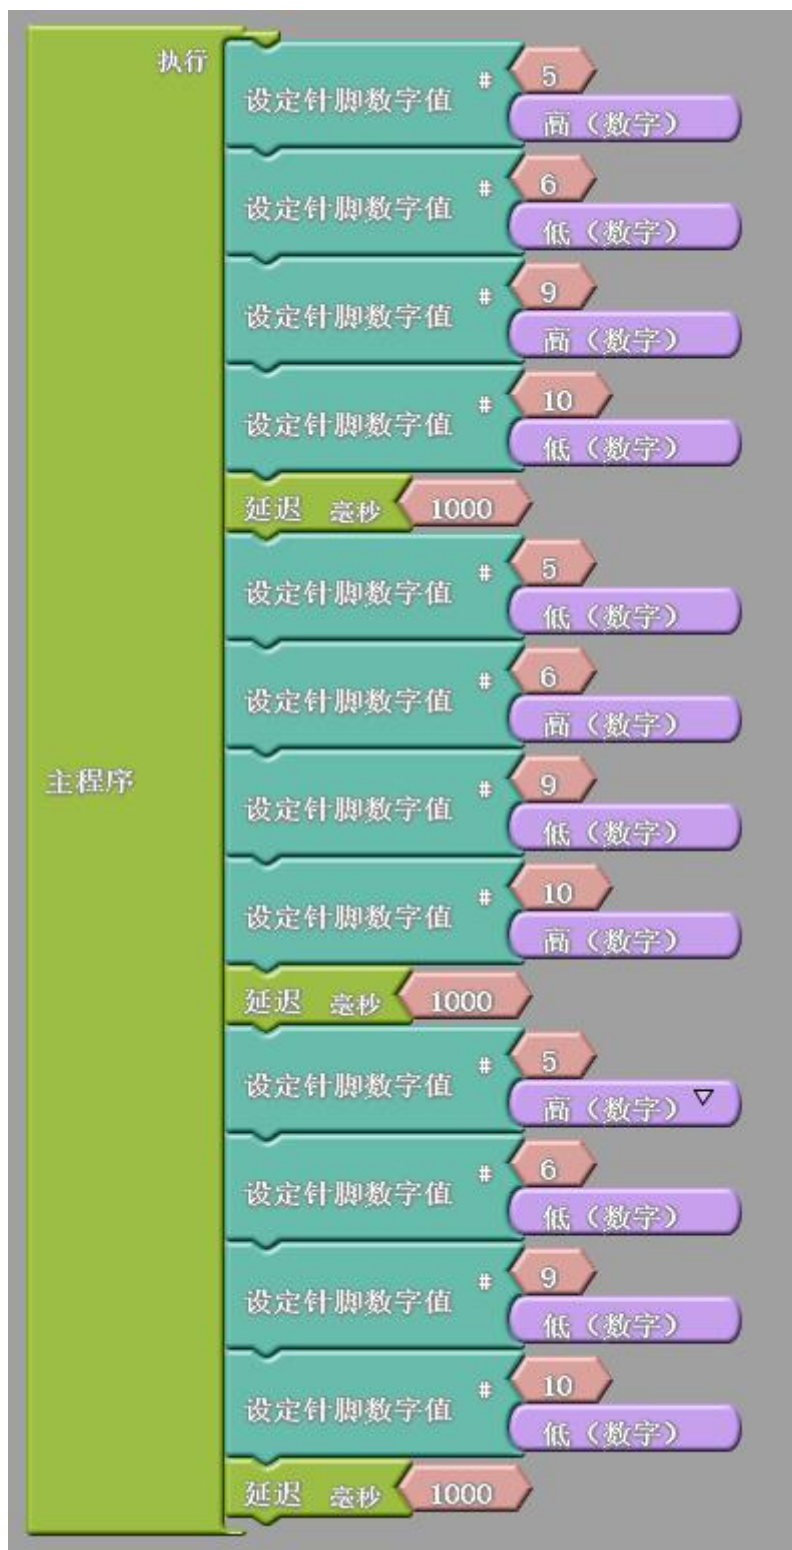 执行
设定针脚数字值 # 5
高（数字）
设定针脚数字值 # 6
低（数字）
设定针脚数字值 # 9
高（数字）
设定针脚数字值 # 10
低（数字）
延迟 毫秒 1000
设定针脚数字值 # 5
低（数字）
设定针脚数字值 # 6
高（数字）
主程序
设定针脚数字值 # 9
低（数字）
设定针脚数字值 # 10
高（数字）
延迟 毫秒 1000
设定针脚数字值 # 5
高（数字）
设定针脚数字值 # 6
低（数字）
设定针脚数字值 # 9
低（数字）
设定针脚数字值 # 10
低（数字）
延迟 毫秒 1000